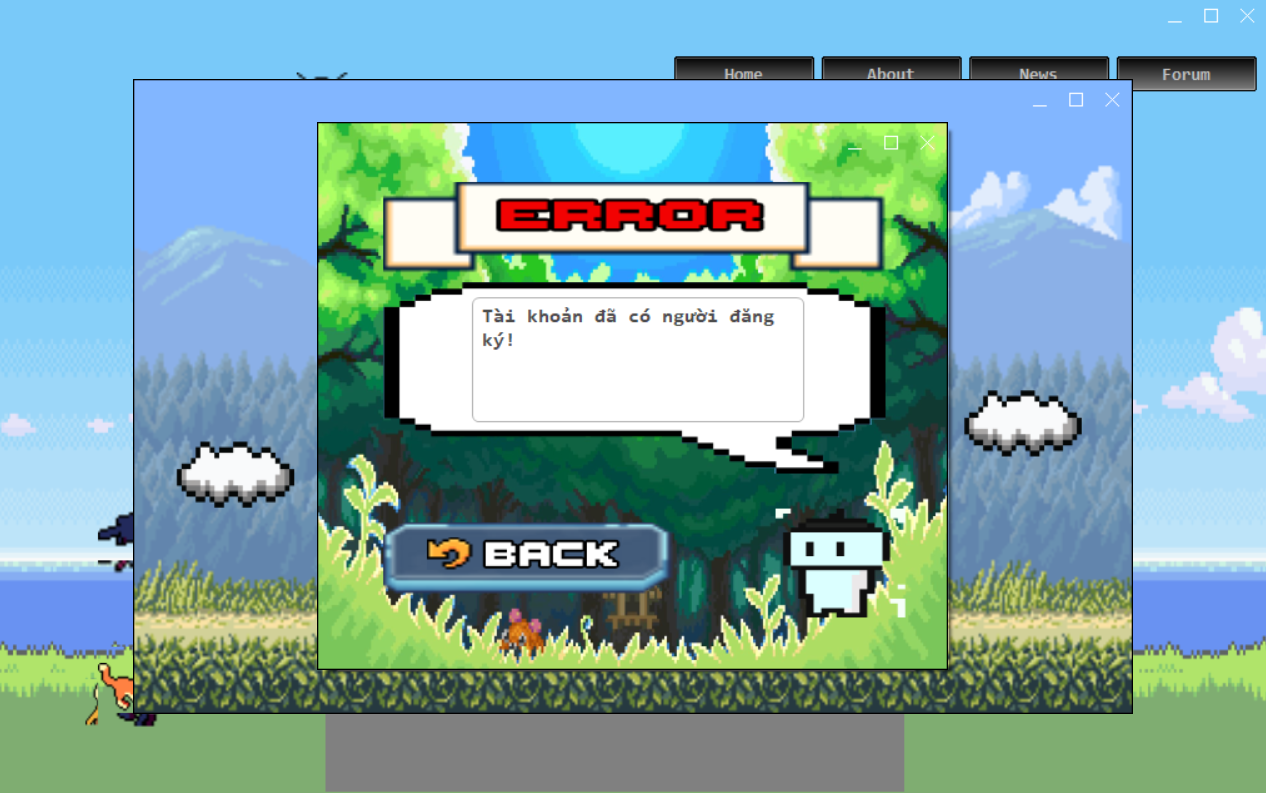 Home About News Forum
ERROR
Tài khoản đã có người đăng
ký!
BACK